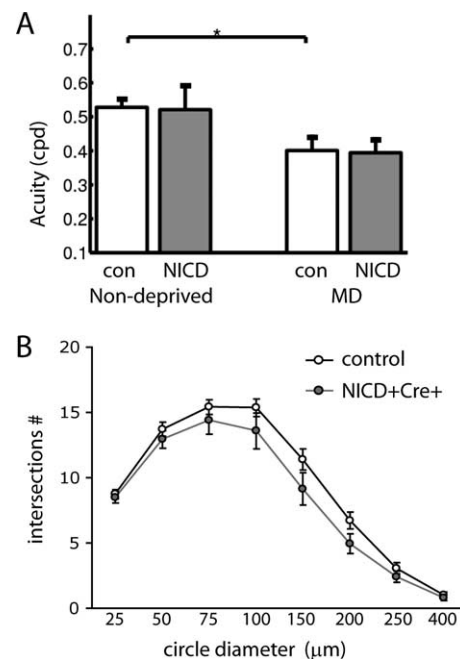 A
*
Acuity (cpd)
0.7
0.6
0.5
0.4
0.3
0.2
0.1
con NICD con NICD
Non-deprived MD
B
control
NICD+Cre+
intersections #
20
15
10
5
0
25 50 75 100 150 200 250 400
circle diameter (μm)